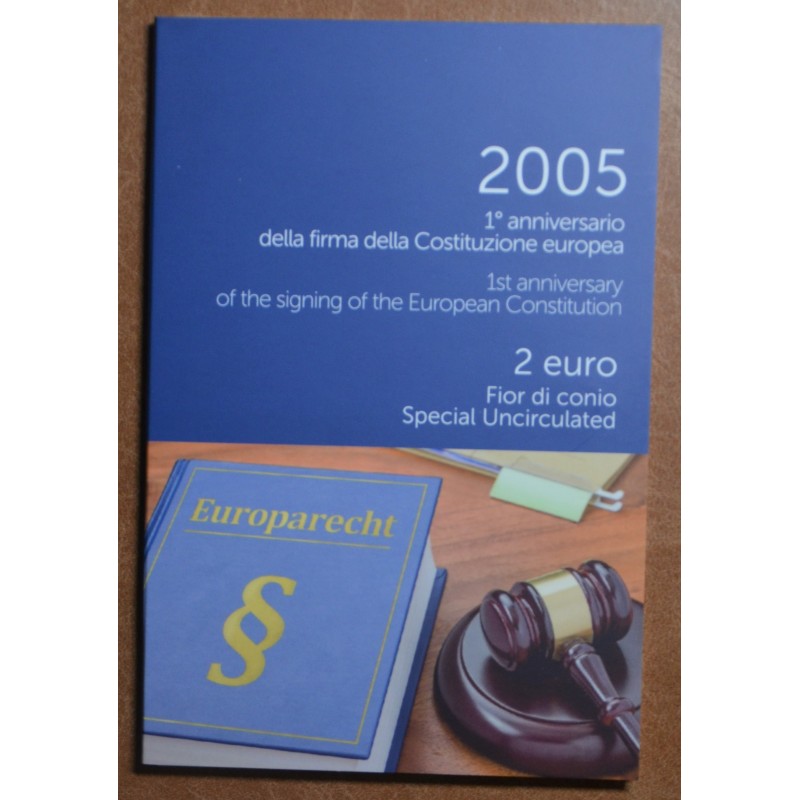 2005
1° anniversario
della firma della Costituzione europea
1st anniversary
of the signing of the European Constitution
2 euro
Fior di conio
Special Uncirculated
Europarecht
§